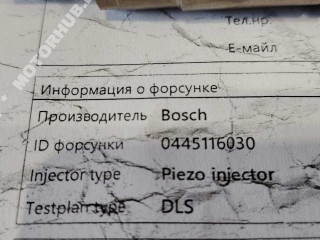 Тел.нр.
Е-майл
Информация о форсунке
Производитель Bosch
ID форсунки 0445116030
Injector type Piezo injector
Testplan type DLS